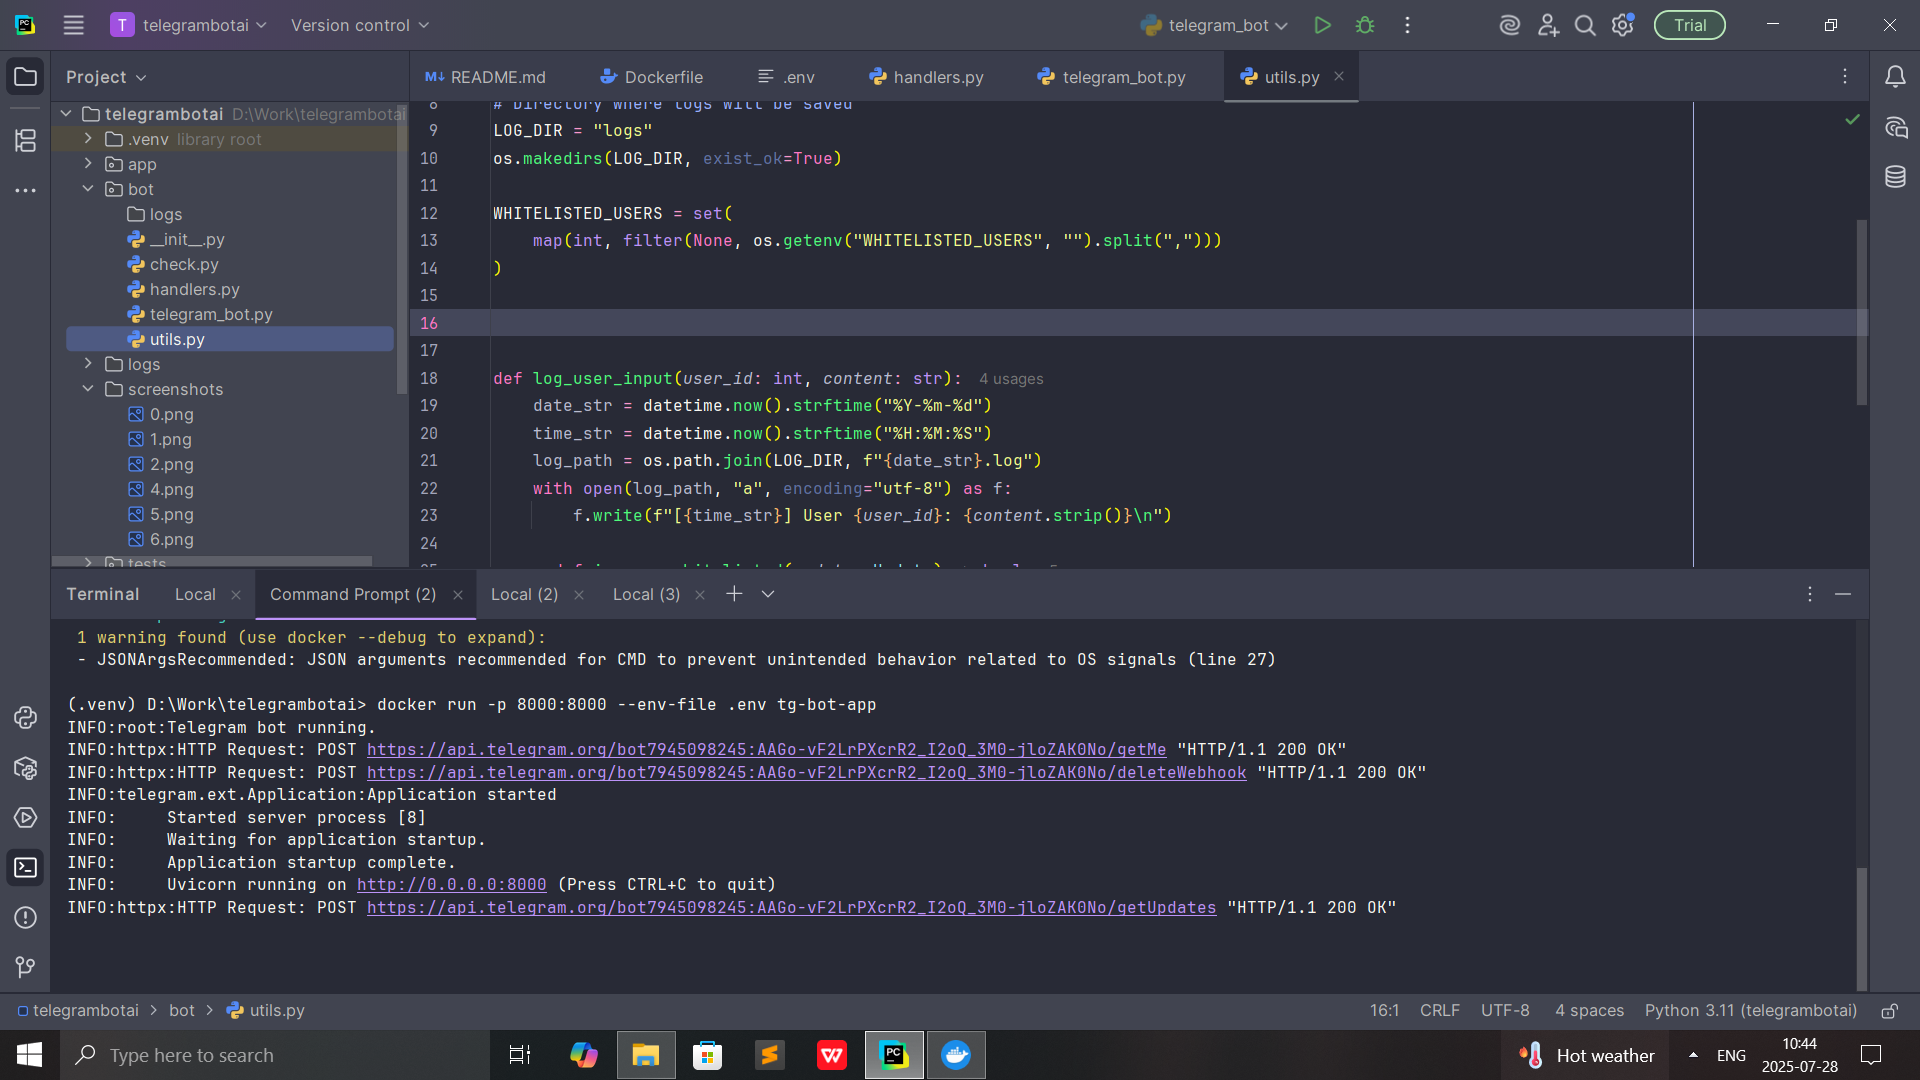 PC
T telegrambotai Version control
telegram_bot
Trial
Project
README.md Dockerfile .env handlers.py telegram_bot.py utils.py
telegrambotai D:\Work\telegrambotai
.venv library root
app
bot
logs
__init__.py
check.py
handlers.py
telegram_bot.py
utils.py
logs
screenshots
0.png
1.png
2.png
4.png
5.png
6.png
tests
8 # Directory where logs will be saved
9 LOG_DIR = "logs"
10 os.makedirs(LOG_DIR, exist_ok=True)
11
12 WHITELISTED_USERS = set(
13 map(int, filter(None, os.getenv("WHITELISTED_USERS", "").split(",")))
14 )
15
16
17
18 def log_user_input(user_id: int, content: str): 4 usages
19 date_str = datetime.now().strftime("%Y-%m-%d")
20 time_str = datetime.now().strftime("%H:%M:%S")
21 log_path = os.path.join(LOG_DIR, f"{date_str}.log")
22 with open(log_path, "a", encoding="utf-8") as f:
23 f.write(f"[{time_str}] User {user_id}: {content.strip()}\n")
24
Terminal Local Command Prompt (2) Local (2) Local (3)
1 warning found (use docker --debug to expand):
- JSONArgsRecommended: JSON arguments recommended for CMD to prevent unintended behavior related to OS signals (line 27)
(.venv) D:\Work\telegrambotai> docker run -p 8000:8000 --env-file .env tg-bot-app
INFO:root:Telegram bot running.
INFO:httpx:HTTP Request: POST https://api.telegram.org/bot7945098245:AAGo-vF2LrPXcrR2_I2oQ_3M0-jloZAK0No/getMe "HTTP/1.1 200 OK"
INFO:httpx:HTTP Request: POST https://api.telegram.org/bot7945098245:AAGo-vF2LrPXcrR2_I2oQ_3M0-jloZAK0No/deleteWebhook "HTTP/1.1 200 OK"
INFO:telegram.ext.Application:Application started
INFO: Started server process [8]
INFO: Waiting for application startup.
INFO: Application startup complete.
INFO: Uvicorn running on http://0.0.0.0:8000 (Press CTRL+C to quit)
INFO:httpx:HTTP Request: POST https://api.telegram.org/bot7945098245:AAGo-vF2LrPXcrR2_I2oQ_3M0-jloZAK0No/getUpdates "HTTP/1.1 200 OK"
telegrambotai > bot > utils.py
16:1 CRLF UTF-8 4 spaces Python 3.11 (telegrambotai)
Type here to search
Hot weather
ENG
10:44
2025-07-28